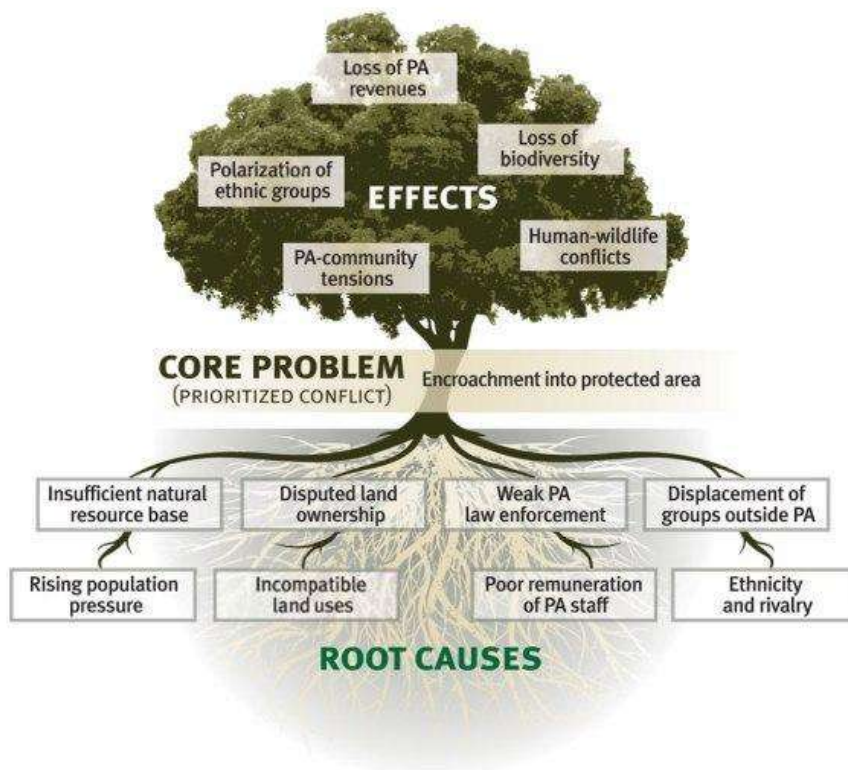 Loss of PA
revenues
Loss of
biodiversity
Polarization of
ethnic groups
EFFECTS
Human-wildlife
conflicts
PA-community
tensions
CORE PROBLEM
(PRIORITIZED CONFLICT)
Encroachment into protected area
Insufficient natural
resource base
Disputed land
ownership
Weak PA
law enforcement
Displacement of
groups outside PA
Rising population
pressure
Incompatible
land uses
Poor remuneration
of PA staff
Ethnicity
and rivalry
ROOT CAUSES